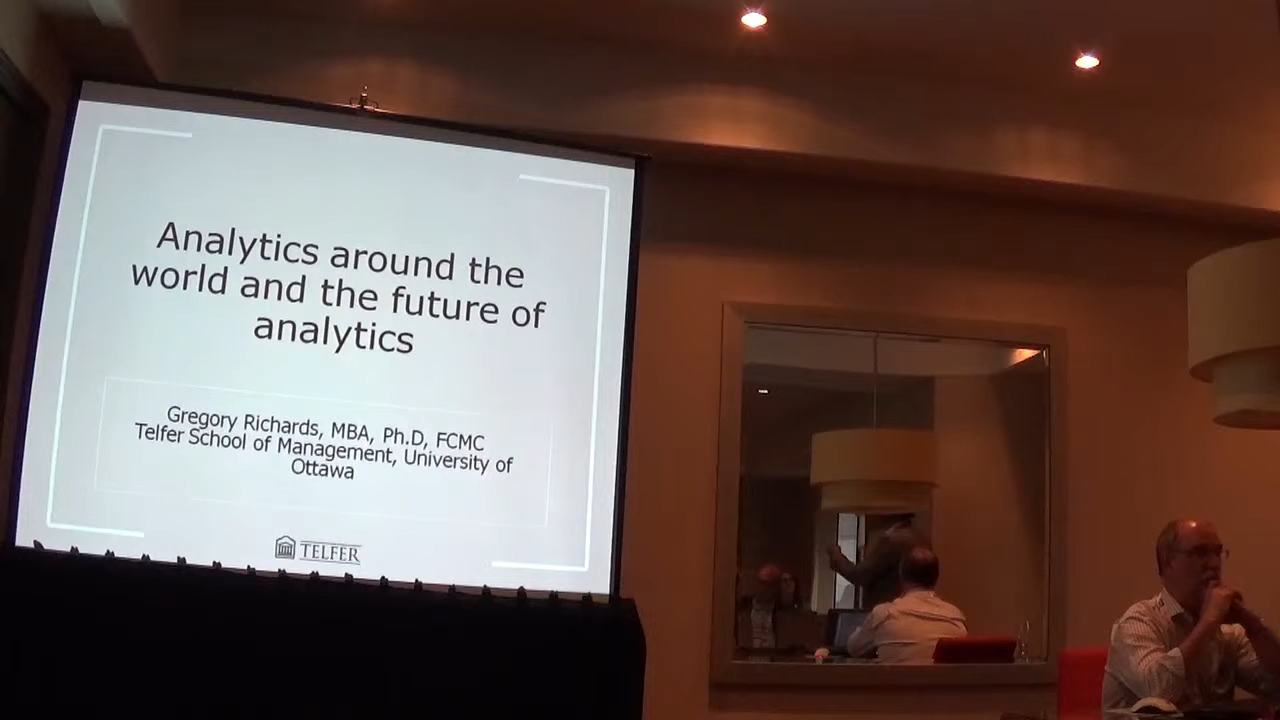 Analytics around the
world and the future of
analytics
Gregory Richards, MBA, Ph.D, FCMC
Telfer School of Management, University of
Ottawa
TELFER